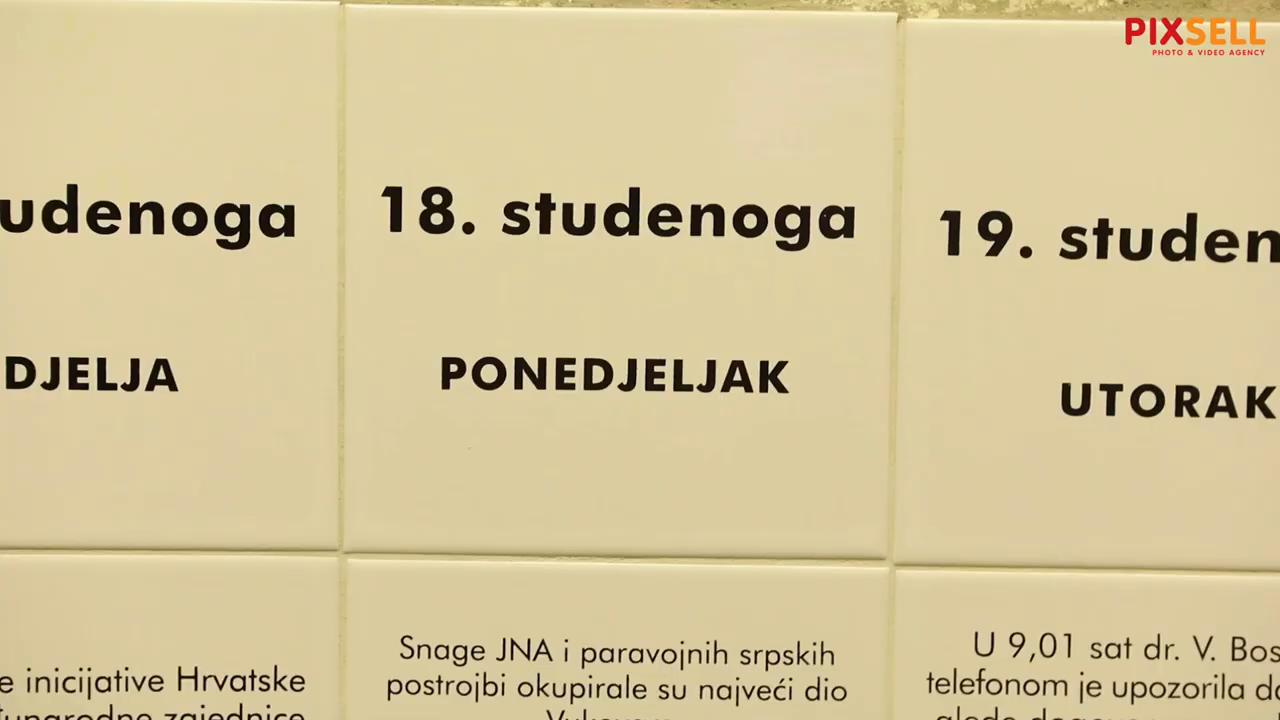 PIXSELL
PHOTO & VIDEO AGENCY
udenoga
DJELJA
e inicijative Hrvatske
18. studenoga
PONEDJELJAK
Snage JNA i paravojnih srpskih
postrojbi okupirale su najveći dio
19. studen
UTORAK
U 9,01 sat dr. V. Bos
telefonom je upozorila da